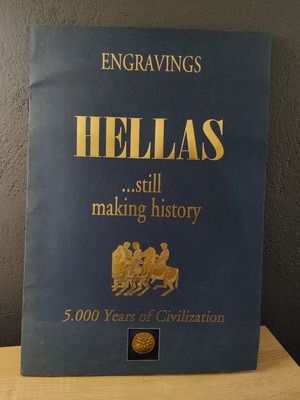 ENGRAVINGS
HELLAS
...still
making history
5.000 Years of Civilization